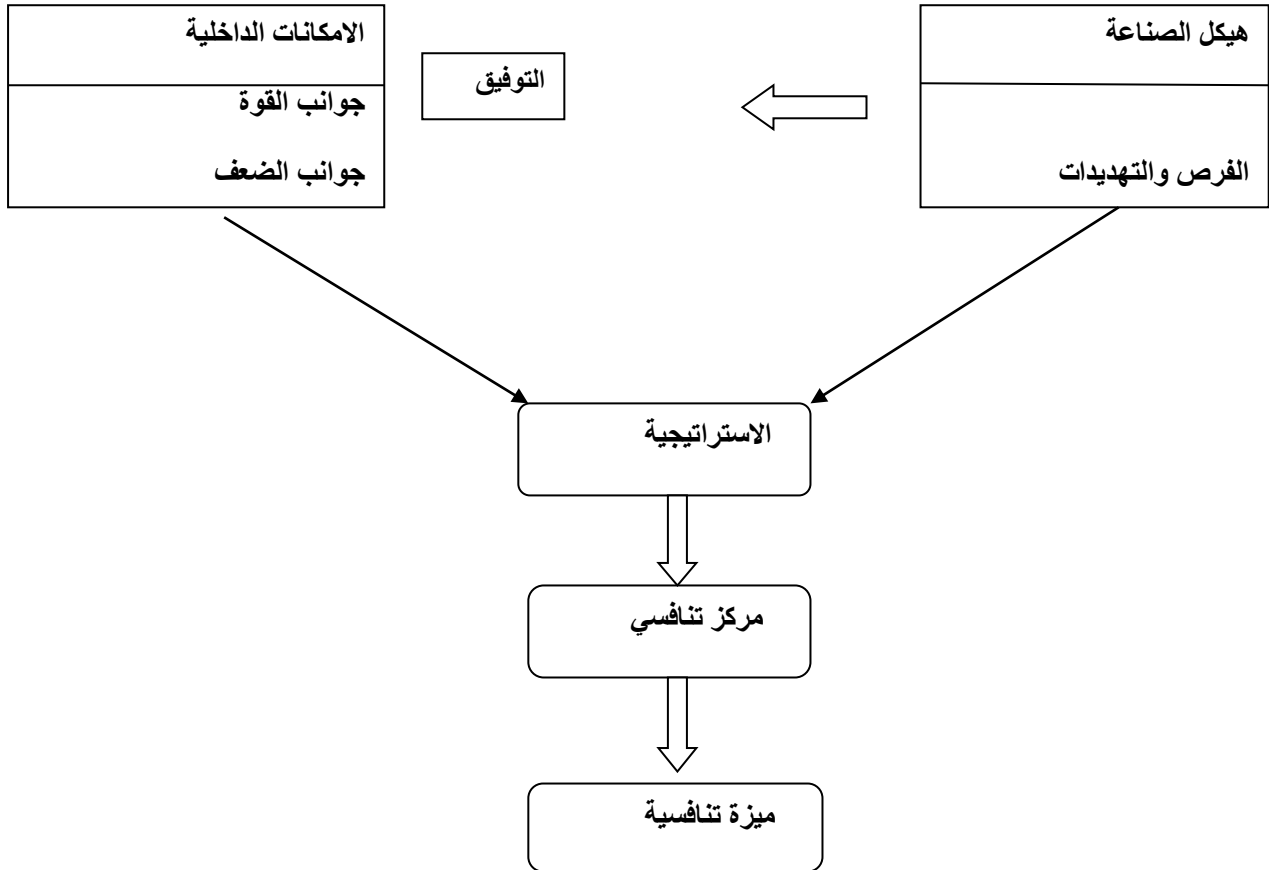 هيكل الصناعة
الفرص والتهديدات
التوفيق
الامكانات الداخلية
جوانب القوة
جوانب الضعف
الاستراتيجية
مركز تنافسي
ميزة تنافسية